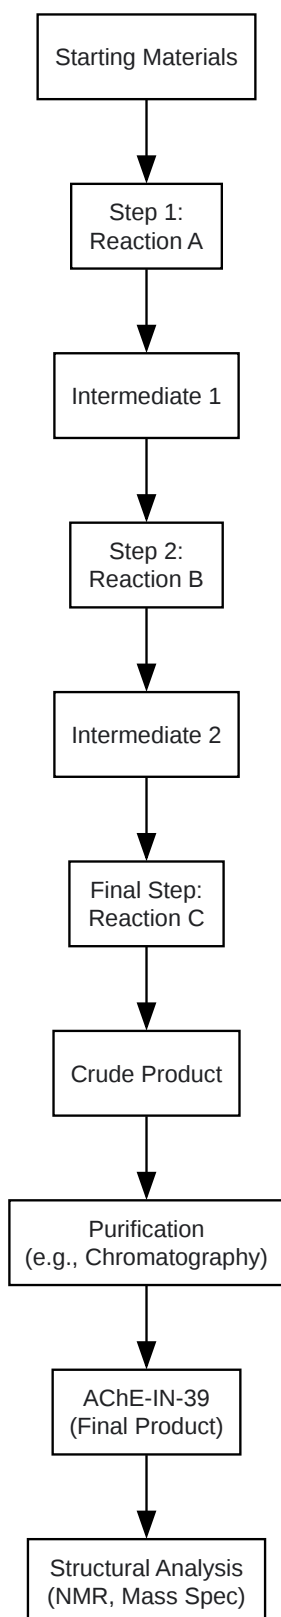 Starting Materials
Step 1:
Reaction A
Intermediate 1
Step 2:
Reaction B
Intermediate 2
Final Step:
Reaction C
Crude Product
Purification
(e.g., Chromatography)
AChE-IN-39
(Final Product)
Structural Analysis
(NMR, Mass Spec)